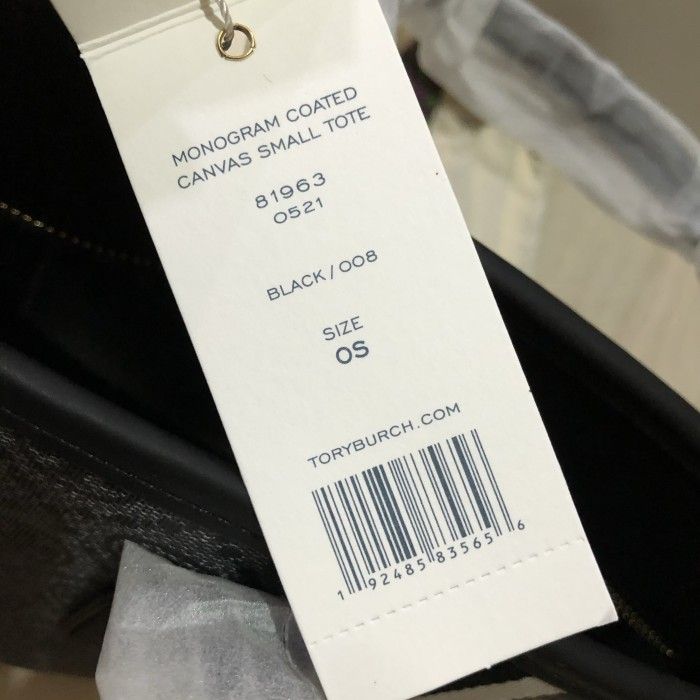 MONOGRAM COATED
CANVAS SMALL TOTE
81963
0521
BLACK/008
SIZE
OS
TORYBURCH.COM
1 92485 83565 6